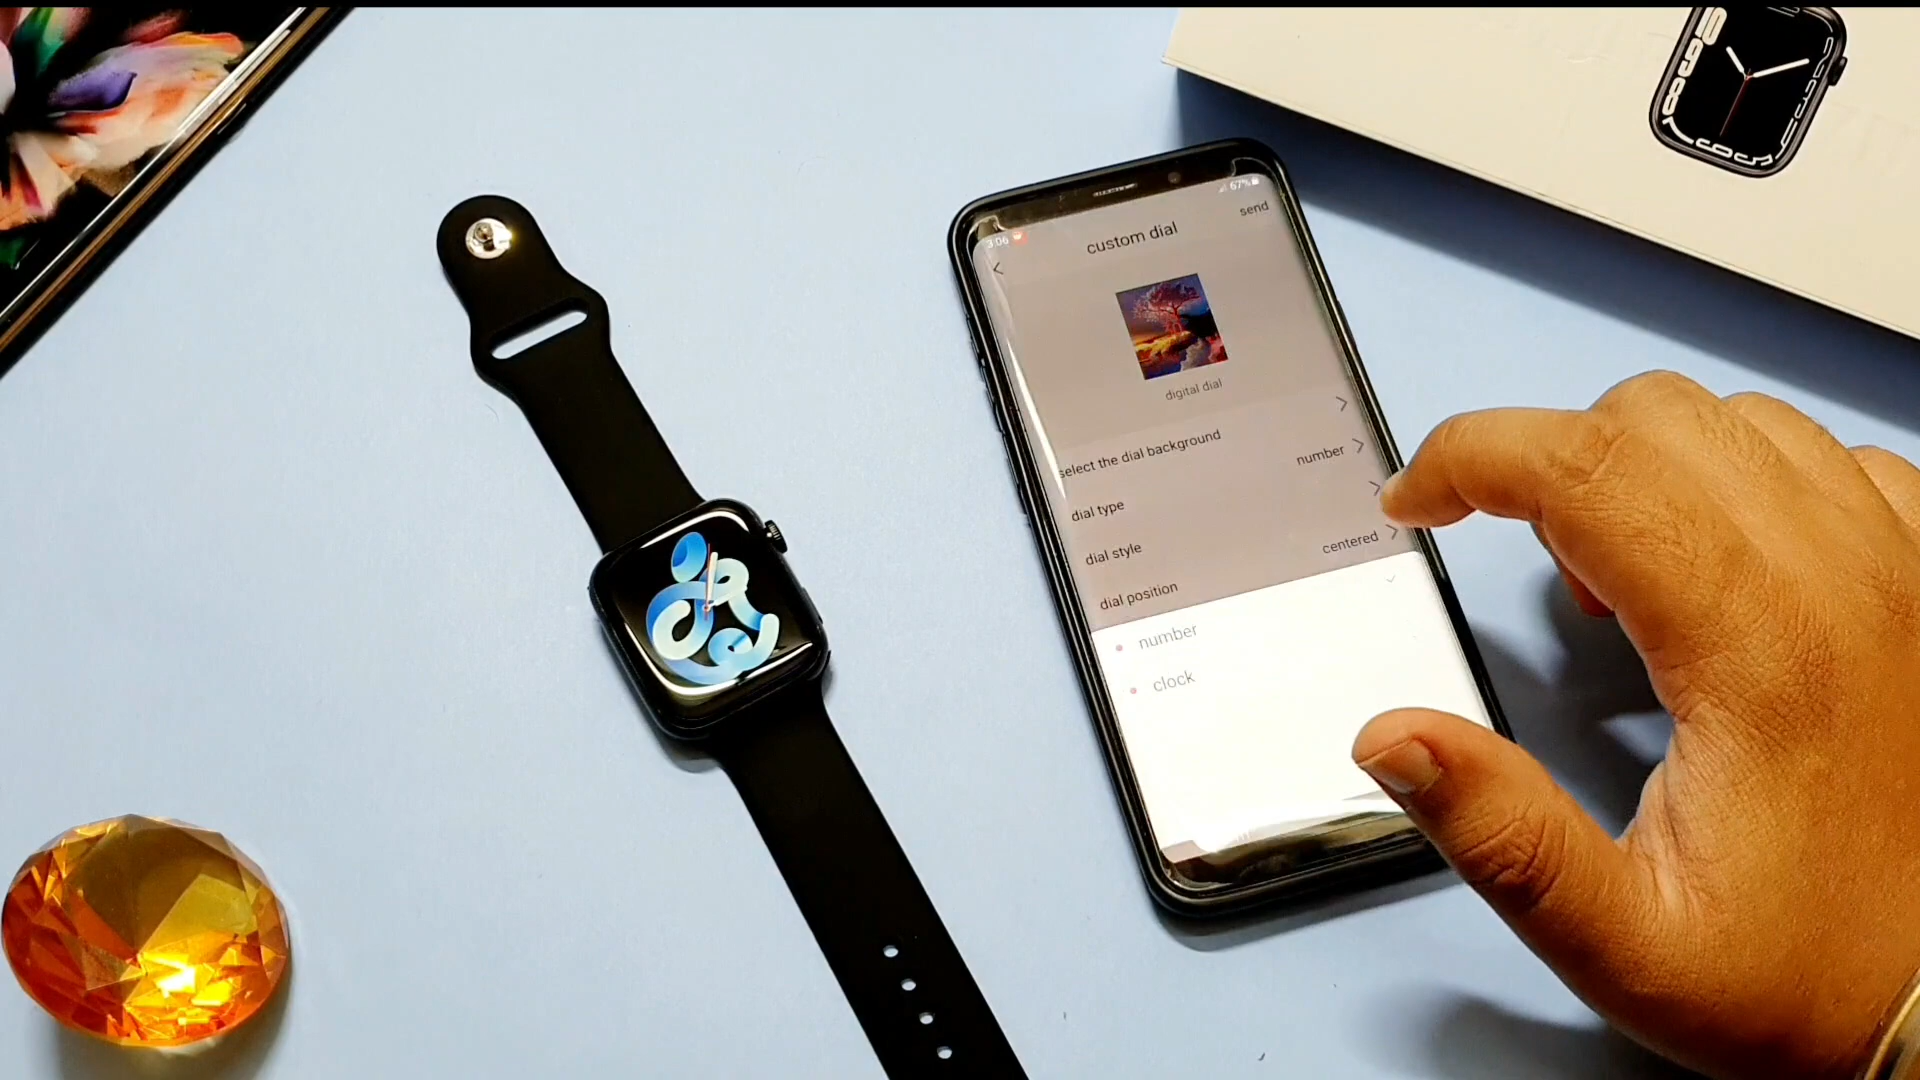 67%
3:06
send
custom dial
digital dial
select the dial background
dial type
number
dial style
dial position
centered
number
clock